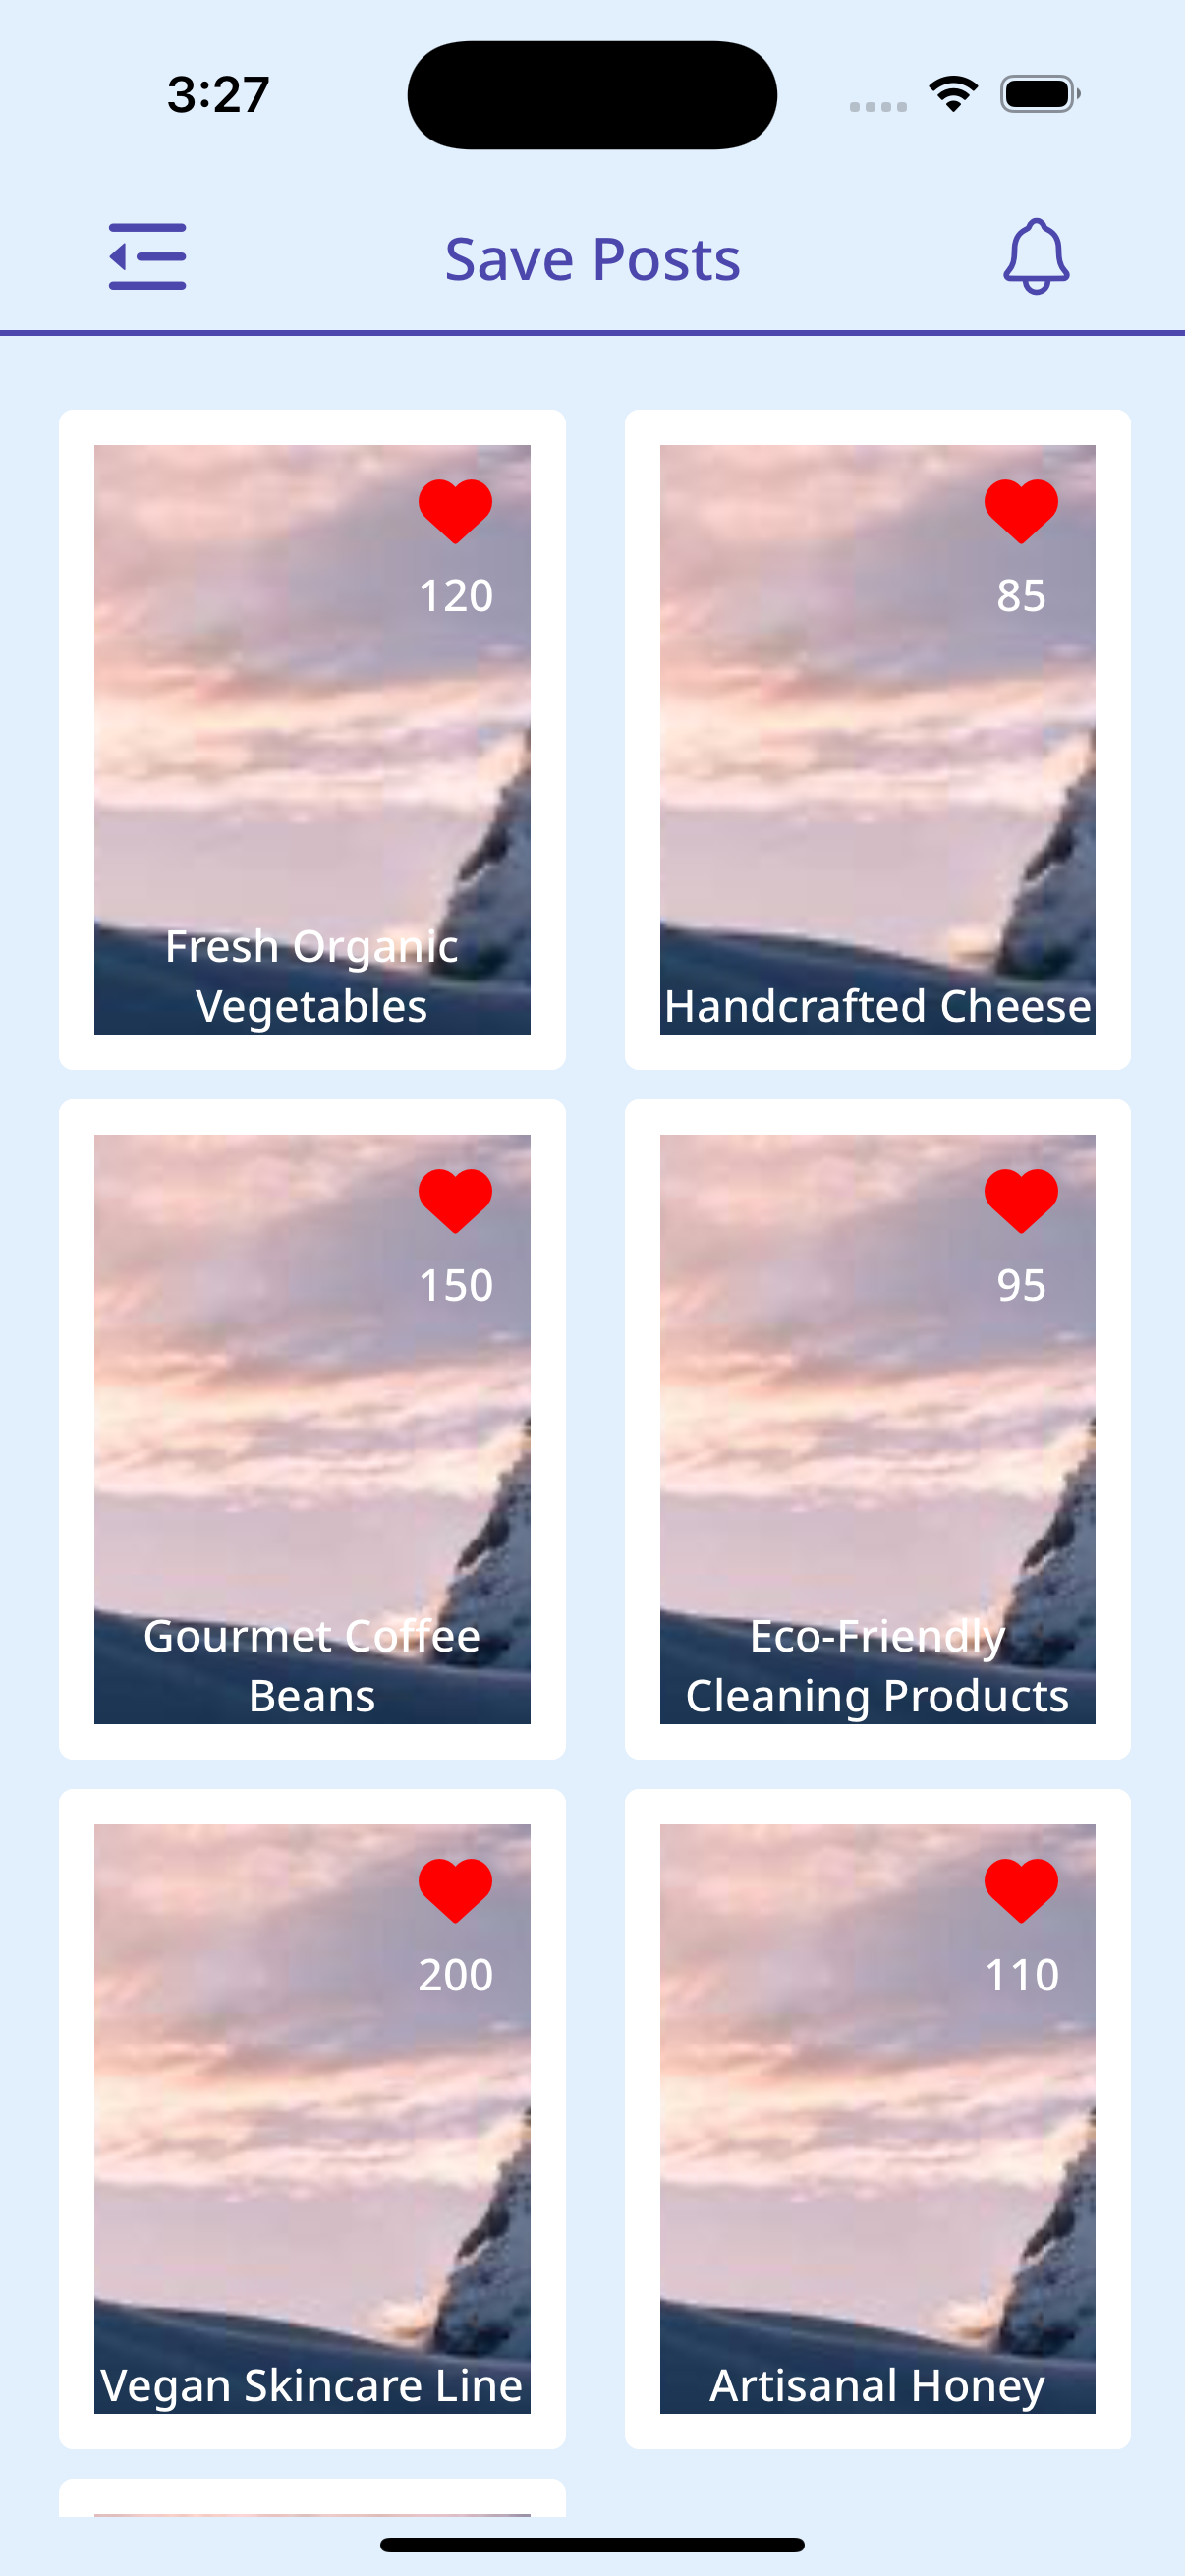 3:27
Save Posts
120
85
Fresh Organic
Vegetables
Handcrafted Cheese
150
95
Gourmet Coffee
Beans
Eco-Friendly
Cleaning Products
200
110
Vegan Skincare Line
Artisanal Honey